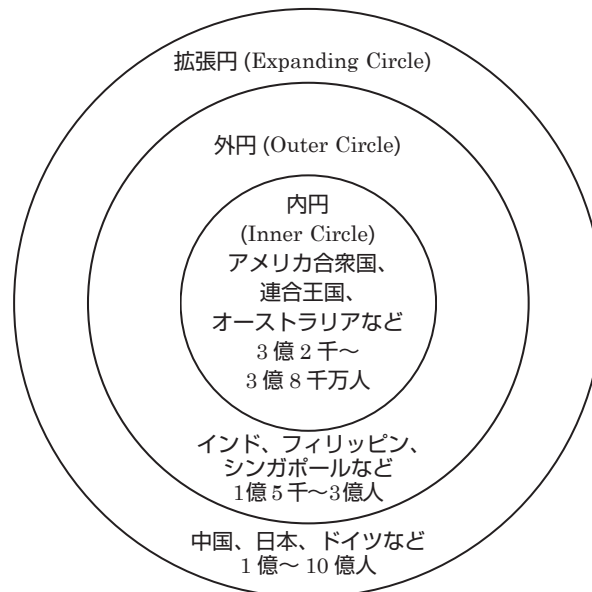 拡張円 (Expanding Circle)
外円 (Outer Circle)
内円
(Inner Circle)
アメリカ合衆国、
連合王国、
オーストラリアなど
3 億 2 千〜
3 億 8 千万人
インド、フィリッピン、
シンガポールなど
1億 5 千〜3億人
中国、日本、ドイツなど
1 億〜 10 億人